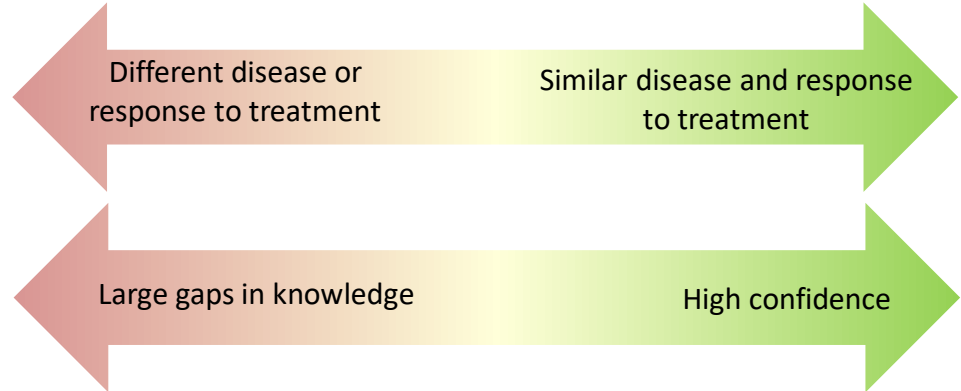 Different disease or
response to treatment
Similar disease and response
to treatment
Large gaps in knowledge
High confidence